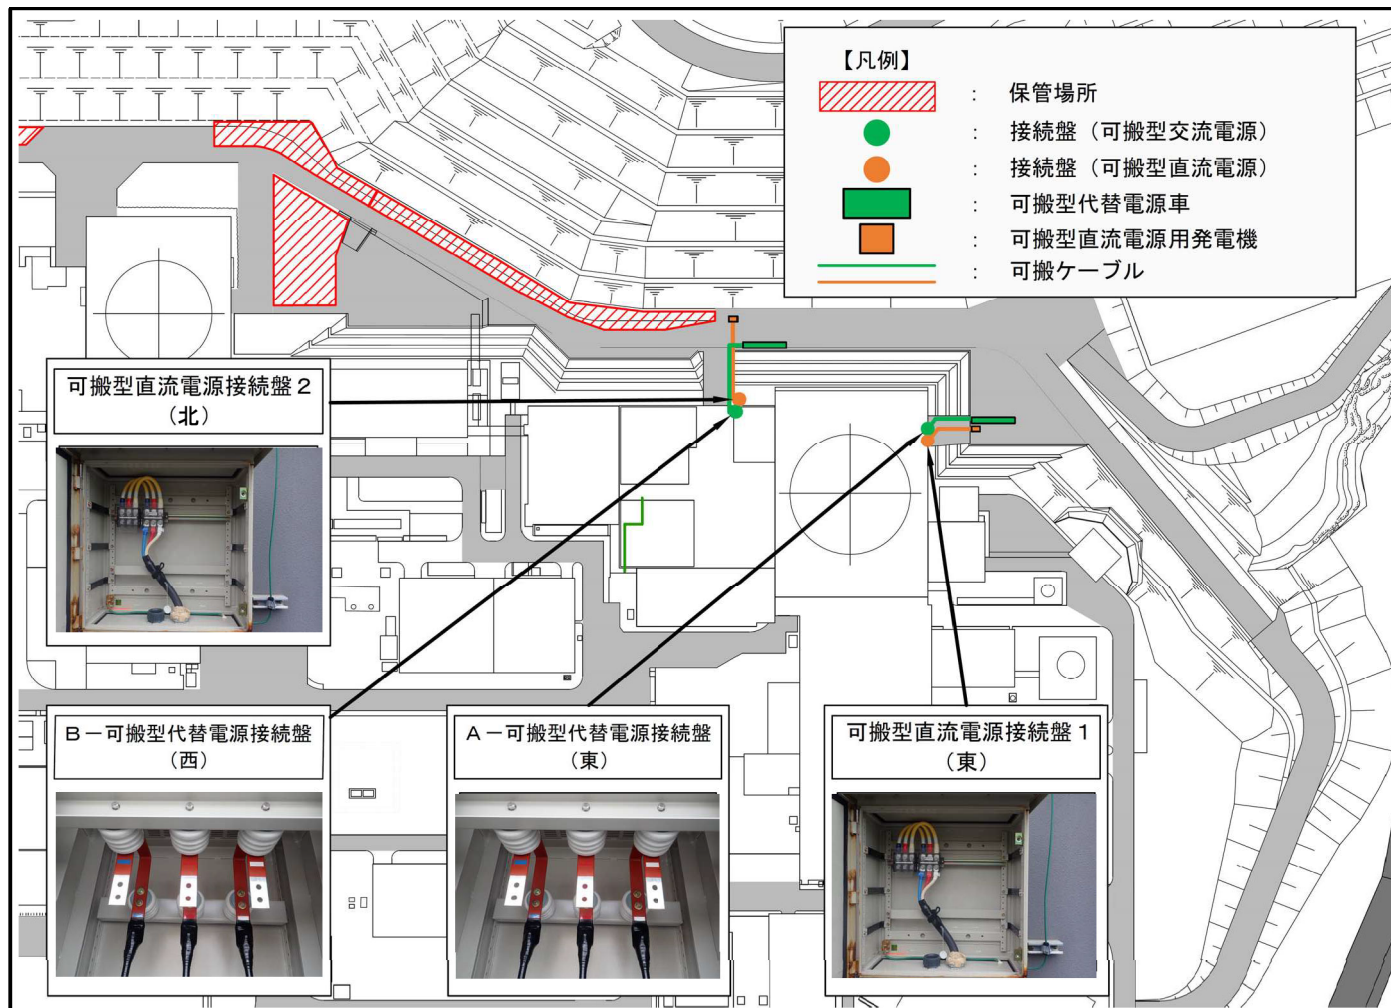 【凡例】
： 保管場所
： 接続盤（可搬型交流電源）
： 接続盤（可搬型直流電源）
： 可搬型代替電源車
： 可搬型直流電源用発電機
： 可搬ケーブル
可搬型直流電源接続盤２
（北）
Ｂ－可搬型代替電源接続盤
（西）
Ａ－可搬型代替電源接続盤
（東）
可搬型直流電源接続盤１
（東）